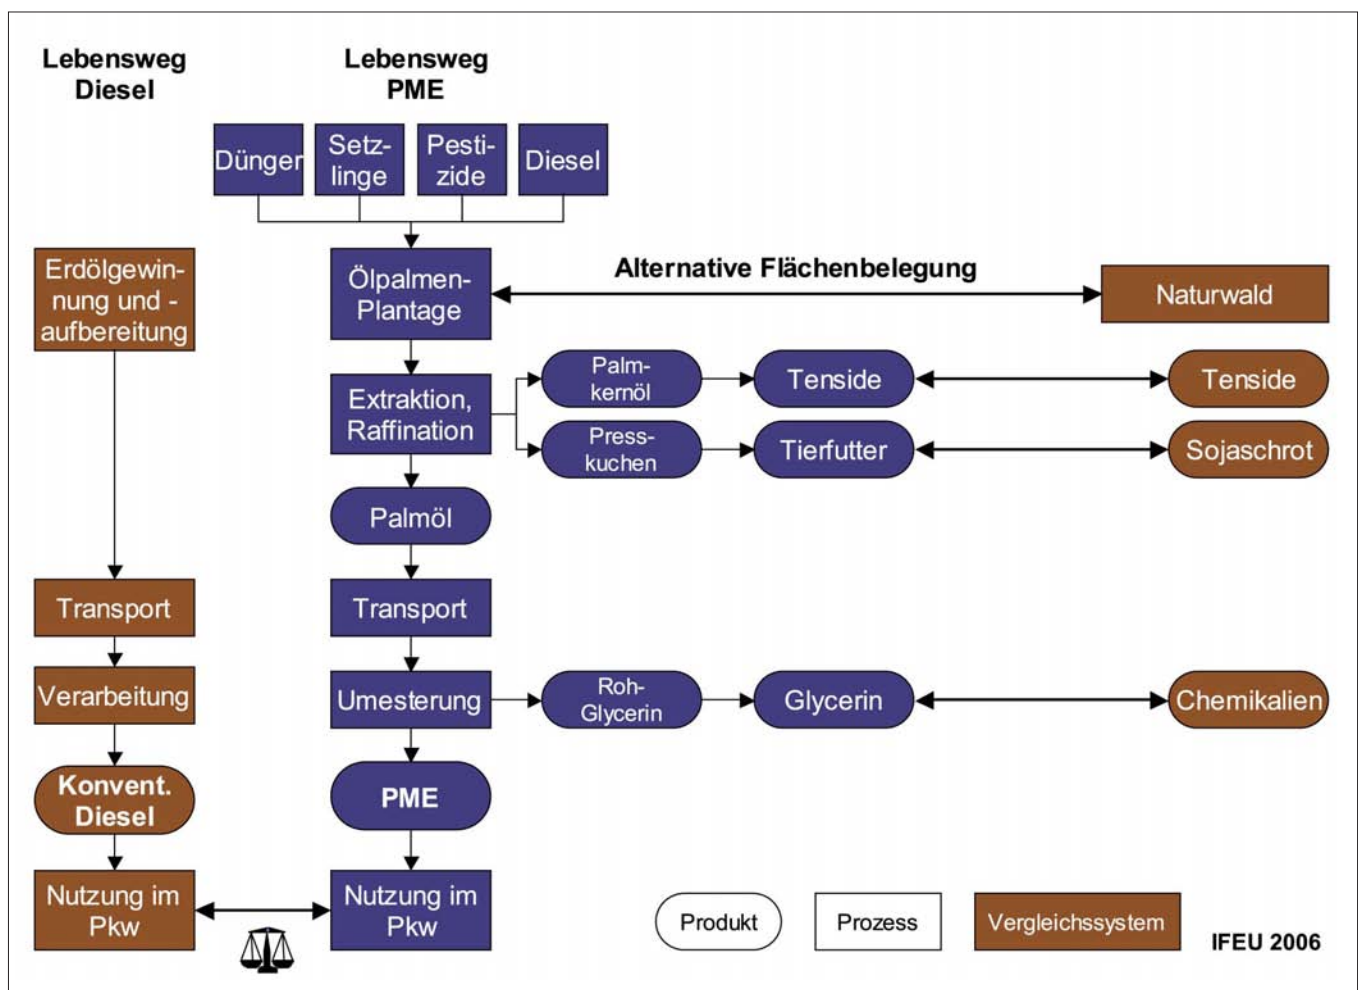 Lebensweg
Diesel
Lebensweg
PME
Dünger
Setz-
linge
Pesti-
zide
Diesel
Erdölgewin-
nung und -
aufbereitung
Ölpalmen-
Plantage
Alternative Flächenbelegung
Naturwald
Extraktion,
Raffination
Palm-
kernöl
Tenside
Tenside
Press-
kuchen
Tierfutter
Sojaschrot
Palmöl
Transport
Transport
Verarbeitung
Umesterung
Roh-
Glycerin
Glycerin
Chemikalien
Konvent.
Diesel
PME
Nutzung im
Pkw
Nutzung im
Pkw
Produkt
Prozess
Vergleichssystem
IFEU 2006